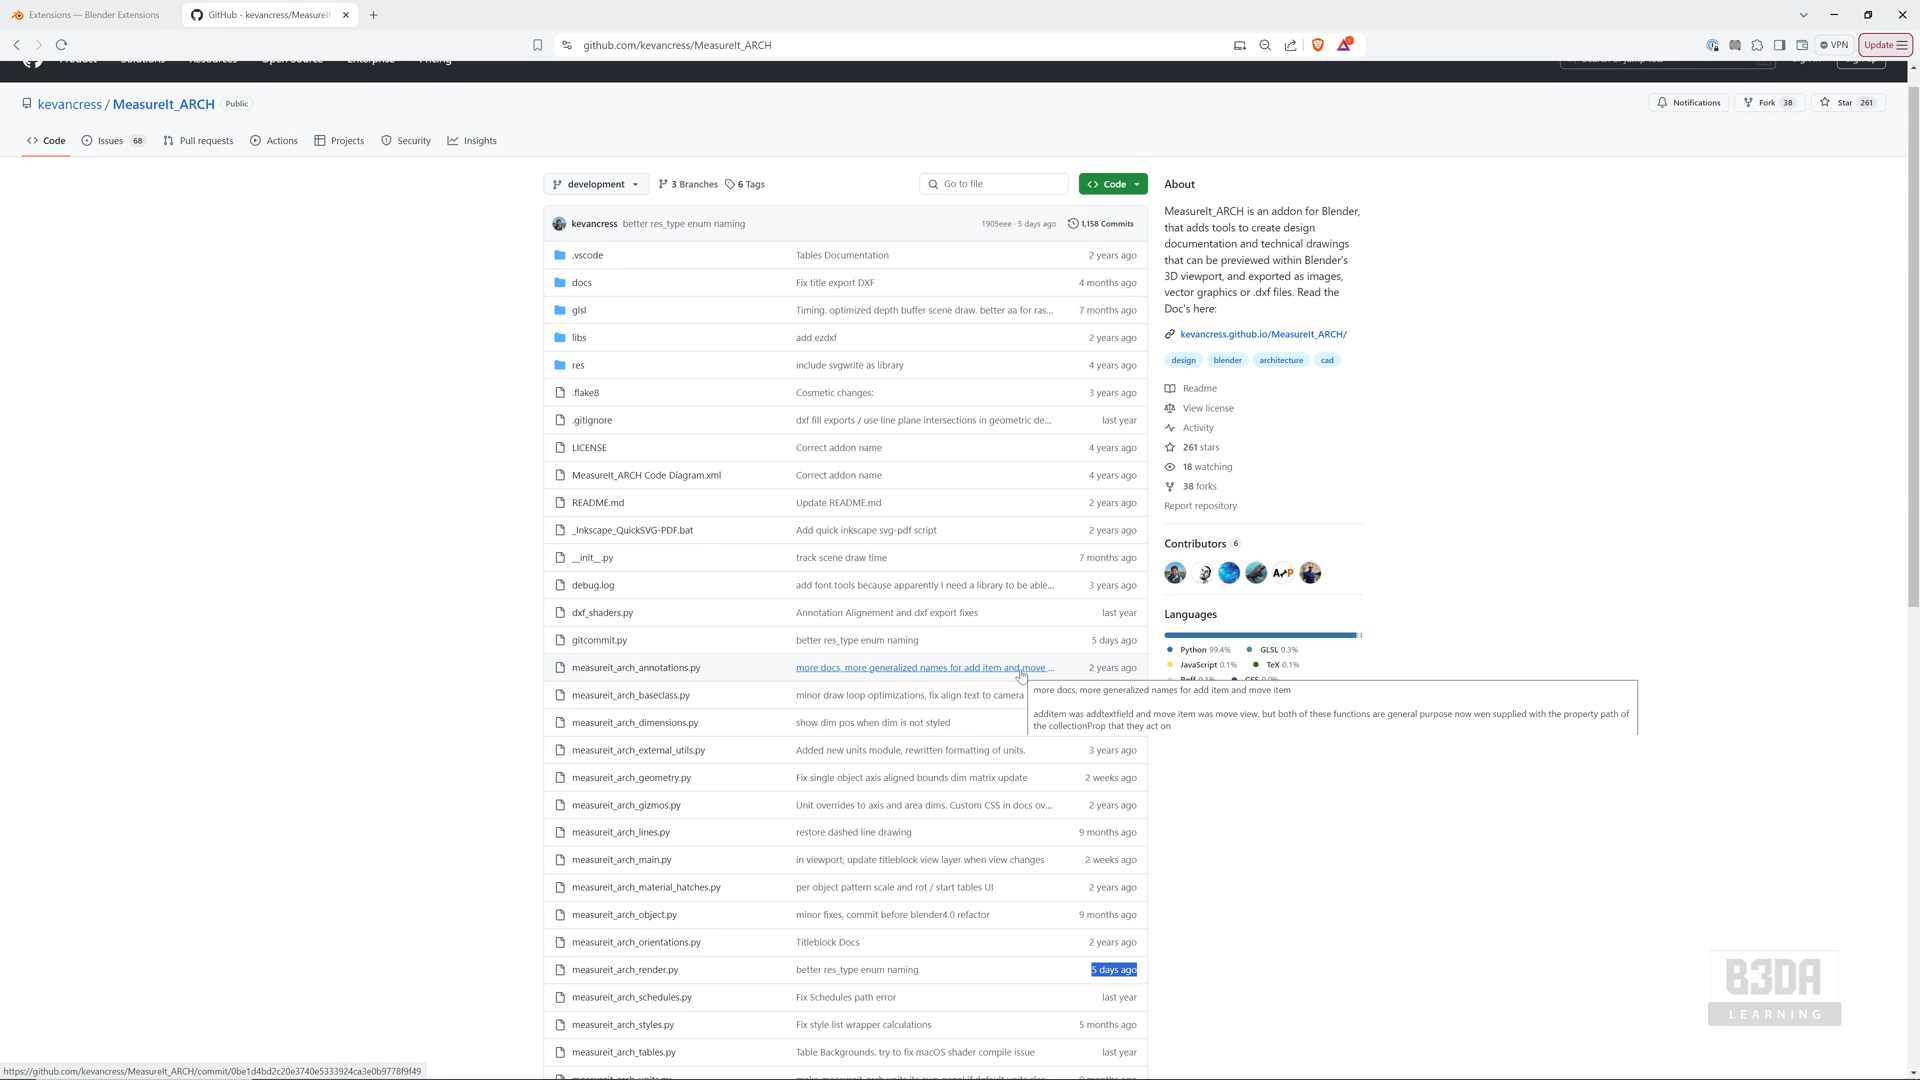 Extensions — Blender Extensions
GitHub - kevancress/MeasureIt
github.com/kevancress/MeasureIt_ARCH
1
VPN
Update
Product Solutions Resources Open Source Enterprise Pricing
kevancress / MeasureIt_ARCH Public
Notifications Fork 38 Star 261
Code Issues 68 Pull requests Actions Projects Security Insights
development 3 Branches 6 Tags Go to file Code
kevancress better res_type enum naming 1905eee · 5 days ago 1,158 Commits
.vscode Tables Documentation 2 years ago
docs Fix title export DXF 4 months ago
glsl Timing. optimized depth buffer scene draw. better aa for ras... 7 months ago
libs add ezdxf 2 years ago
res include svgwrite as library 4 years ago
.flake8 Cosmetic changes: 3 years ago
.gitignore dxf fill exports / use line plane intersections in geometric de... last year
LICENSE Correct addon name 4 years ago
MeasureIt_ARCH Code Diagram.xml Correct addon name 4 years ago
README.md Update README.md 2 years ago
_Inkscape_QuickSVG-PDF.bat Add quick inkscape svg-pdf script 2 years ago
__init__.py track scene draw time 7 months ago
debug.log add font tools because apparently I need a library to be able... 3 years ago
dxf_shaders.py Annotation Alignement and dxf export fixes last year
gitcommit.py better res_type enum naming 5 days ago
measureit_arch_annotations.py more docs, more generalized names for add item and move ... 2 years ago
measureit_arch_baseclass.py minor draw loop optimizations, fix align text to camera
measureit_arch_dimensions.py show dim pos when dim is not styled
measureit_arch_external_utils.py Added new units module, rewritten formatting of units. 3 years ago
measureit_arch_geometry.py Fix single object axis aligned bounds dim matrix update 2 weeks ago
measureit_arch_gizmos.py Unit overrides to axis and area dims. Custom CSS in docs ov... 2 years ago
measureit_arch_lines.py restore dashed line drawing 9 months ago
measureit_arch_main.py in viewport, update titleblock view layer when view changes 2 weeks ago
measureit_arch_material_hatches.py per object pattern scale and rot / start tables UI 2 years ago
measureit_arch_object.py minor fixes, commit before blender4.0 refactor 9 months ago
measureit_arch_orientations.py Titleblock Docs 2 years ago
measureit_arch_render.py better res_type enum naming 5 days ago
measureit_arch_schedules.py Fix Schedules path error last year
measureit_arch_styles.py Fix style list wrapper calculations 5 months ago
measureit_arch_tables.py Table Backgrounds. try to fix macOS shader compile issue last year
About
MeasureIt_ARCH is an addon for Blender,
that adds tools to create design
documentation and technical drawings
that can be previewed within Blender's
3D viewport, and exported as images,
vector graphics or .dxf files. Read the
Doc's here:
kevancress.github.io/MeasureIt_ARCH/
design blender architecture cad
Readme
View license
Activity
261 stars
18 watching
38 forks
Report repository
Contributors 6
Languages
Python 99.4% GLSL 0.3%
JavaScript 0.1% TeX 0.1%
more docs, more generalized names for add item and move item
additem was addtextfield and move item was move view, but both of these functions are general purpose now wen supplied with the property path of
the collectionProp that they act on
B3DA
LEARNING
https://github.com/kevancress/MeasureIt_ARCH/commit/0be1d4bd2c20e3740e5333924ca3e0b9778f9f49